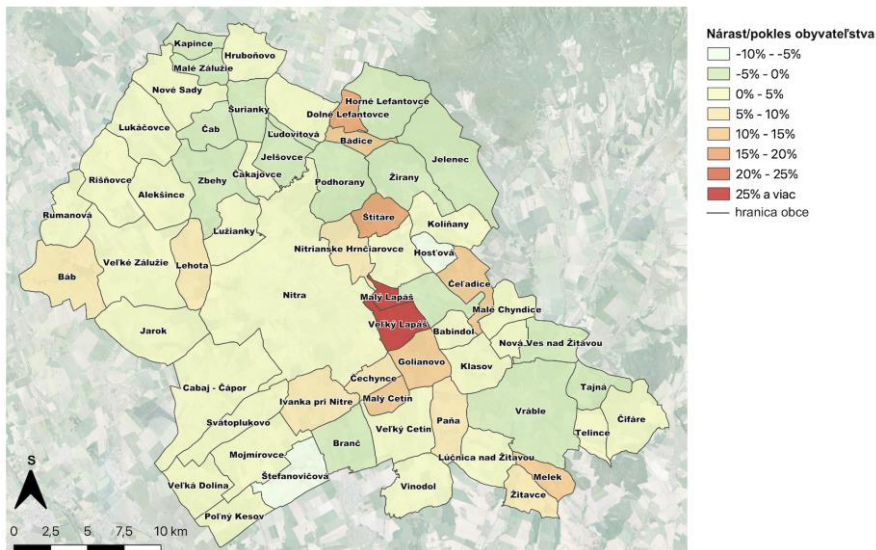 Nárast/pokles obyvateľstva
-10% - -5%
-5% - 0%
0% - 5%
5% - 10%
10% - 15%
15% - 20%
20% - 25%
25% a viac
hranica obce
Kapince
Hruboňovo
Malé Zálužie
Nové Sady
Horné Lefantovce
Šurianky
Dolné Lefantovce
Lukáčovce
Čab
Ľudovítová
Bádice
Jelšovce
Jelenec
Rišňovce
Zbehy
Čakajovce
Podhorany
Žirany
Alekšince
Rumanová
Štitáre
Kolíňany
Lužianky
Nitrianske Hrnčiarovce
Hosťová
Veľké Zálužie
Lehota
Báb
Čeľadice
Nitra
Malý Lapáš
Malé Chyndice
Jarok
Veľký Lapáš
Babindol
Nová Ves nad Žitavou
Golianovo
Klasov
Čechynce
Cabaj - Čápor
Tajná
Ivanka pri Nitre
Malý Cetín
Vráble
Svätoplukovo
Paňa
Čifáre
Veľký Cetín
Telince
Branč
Mojmírovce
Lúčnica nad Žitavou
Štefanovičová
Melek
Veľká Dolina
Vinodol
Žitavce
Poľný Kesov
S
0 2,5 5 7,5 10 km